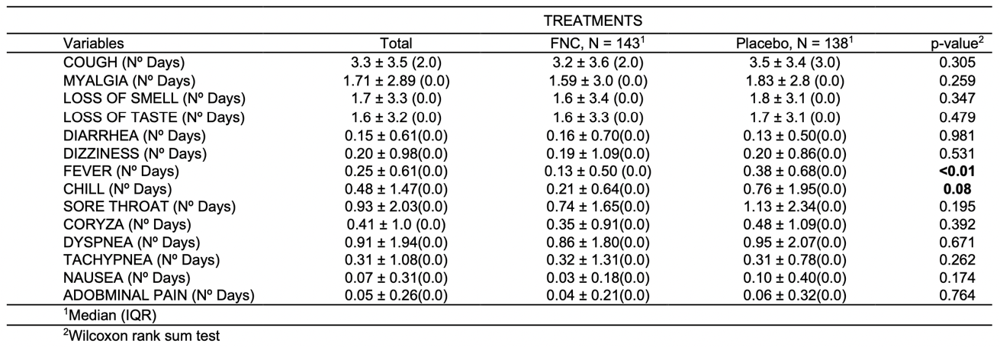 TREATMENTS
Variables Total FNC, N = 143¹ Placebo, N = 138¹ p-value²
COUGH (Nº Days) 3.3 ± 3.5 (2.0) 3.2 ± 3.6 (2.0) 3.5 ± 3.4 (3.0) 0.305
MYALGIA (Nº Days) 1.71 ± 2.89 (0.0) 1.59 ± 3.0 (0.0) 1.83 ± 2.8 (0.0) 0.259
LOSS OF SMELL (Nº Days) 1.7 ± 3.3 (0.0) 1.6 ± 3.4 (0.0) 1.8 ± 3.1 (0.0) 0.347
LOSS OF TASTE (Nº Days) 1.6 ± 3.2 (0.0) 1.6 ± 3.3 (0.0) 1.7 ± 3.1 (0.0) 0.479
DIARRHEA (Nº Days) 0.15 ± 0.61(0.0) 0.16 ± 0.70(0.0) 0.13 ± 0.50(0.0) 0.981
DIZZINESS (Nº Days) 0.20 ± 0.98(0.0) 0.19 ± 1.09(0.0) 0.20 ± 0.86(0.0) 0.531
FEVER (Nº Days) 0.25 ± 0.61(0.0) 0.13 ± 0.50 (0.0) 0.38 ± 0.68(0.0) <0.01
CHILL (Nº Days) 0.48 ± 1.47(0.0) 0.21 ± 0.64(0.0) 0.76 ± 1.95(0.0) 0.08
SORE THROAT (Nº Days) 0.93 ± 2.03(0.0) 0.74 ± 1.65(0.0) 1.13 ± 2.34(0.0) 0.195
CORYZA (Nº Days) 0.41 ± 1.0 (0.0) 0.35 ± 0.91(0.0) 0.48 ± 1.09(0.0) 0.392
DYSPNEA (Nº Days) 0.91 ± 1.94(0.0) 0.86 ± 1.80(0.0) 0.95 ± 2.07(0.0) 0.671
TACHYPNEA (Nº Days) 0.31 ± 1.08(0.0) 0.32 ± 1.31(0.0) 0.31 ± 0.78(0.0) 0.262
NAUSEA (Nº Days) 0.07 ± 0.31(0.0) 0.03 ± 0.18(0.0) 0.10 ± 0.40(0.0) 0.174
ADOBMINAL PAIN (Nº Days) 0.05 ± 0.26(0.0) 0.04 ± 0.21(0.0) 0.06 ± 0.32(0.0) 0.764
¹Median (IQR)
²Wilcoxon rank sum test